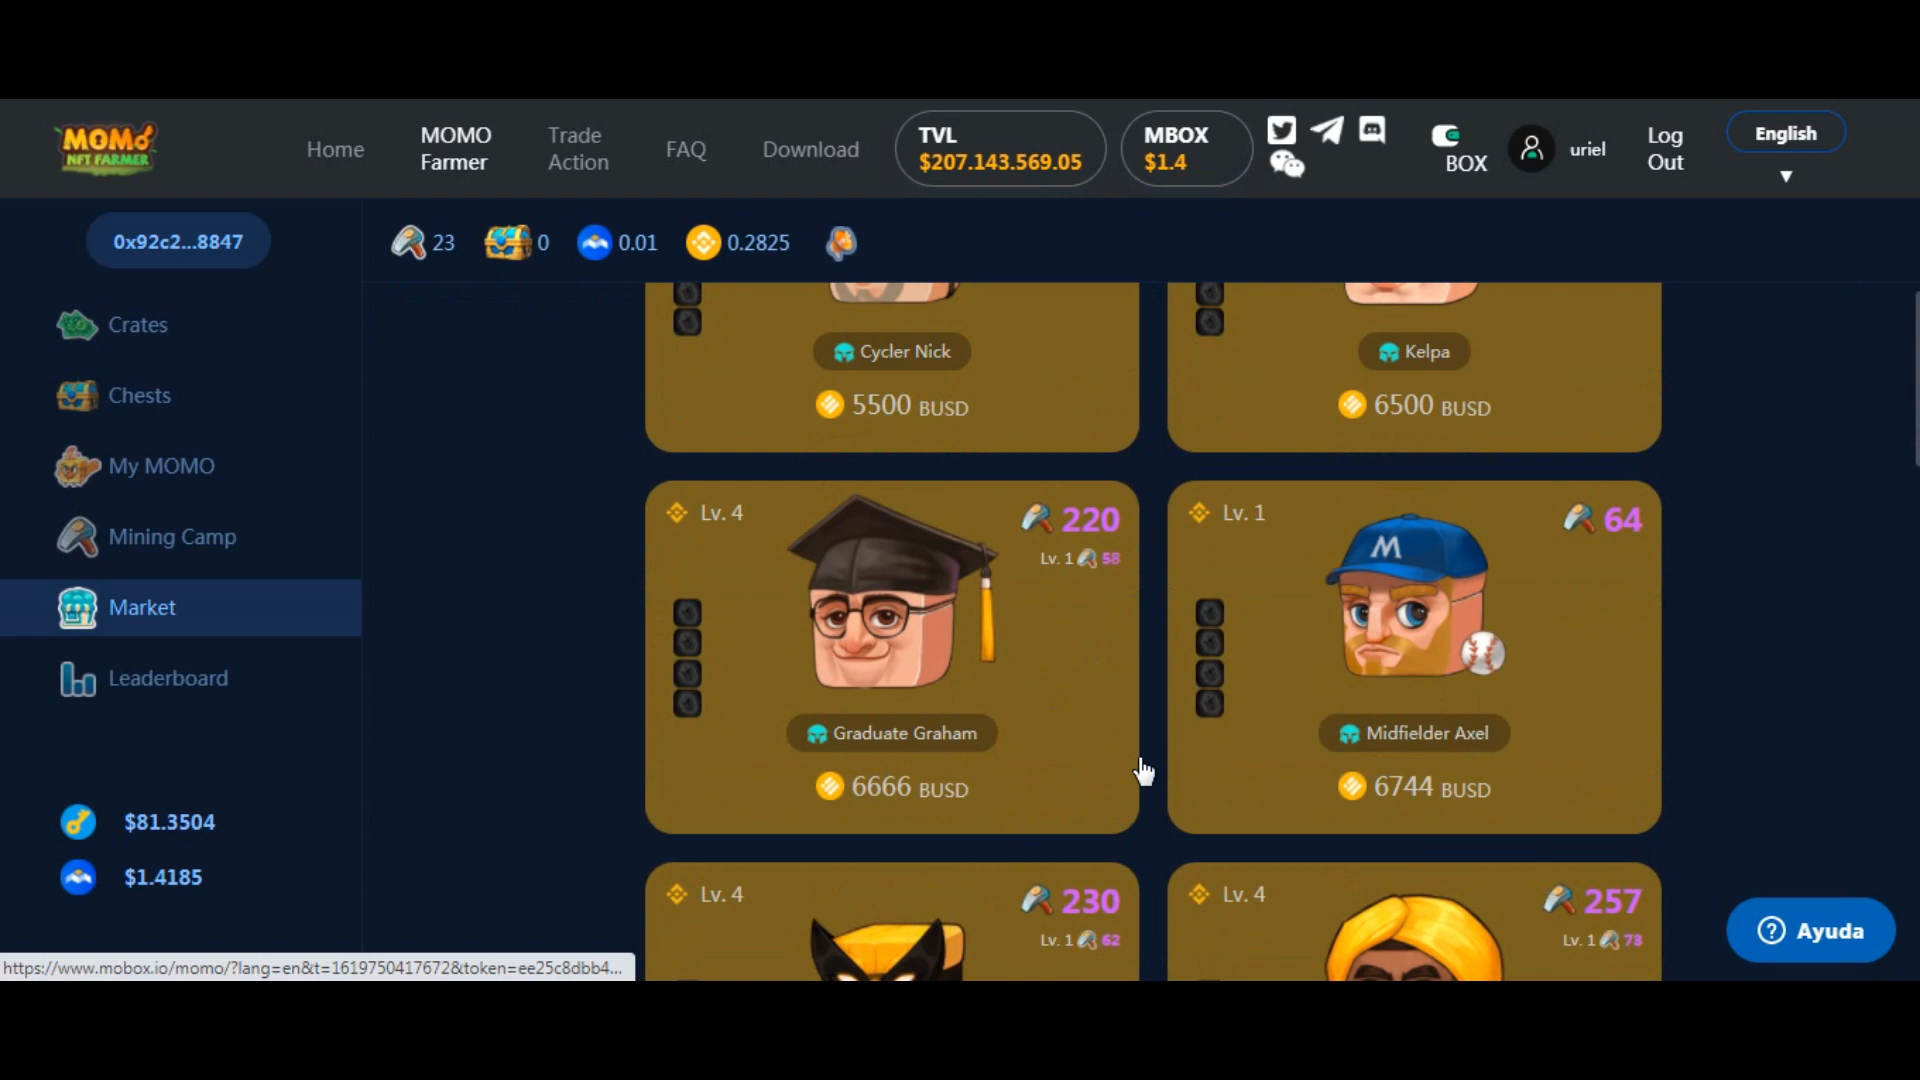 MOMO
NFT FARMER
Home
MOMO
Farmer
Trade
Action
FAQ
Download
TVL
$207.143.569.05
MBOX
$1.4
BOX
uriel
Log
Out
English
▼
0x92c2...8847
23
0
0.01
0.2825
Crates
Chests
My MOMO
Mining Camp
Market
Leaderboard
$81.3504
$1.4185
Cycler Nick
5500 BUSD
Kelpa
6500 BUSD
Lv. 4
220
Lv. 1 58
Graduate Graham
6666 BUSD
Lv. 1
64
M
Midfielder Axel
6744 BUSD
Lv. 4
230
Lv. 1 62
Lv. 4
257
Lv. 1 73
? Ayuda
https://www.mobox.io/momo/?lang=en&t=1619750417672&token=ee25c8dbb4...